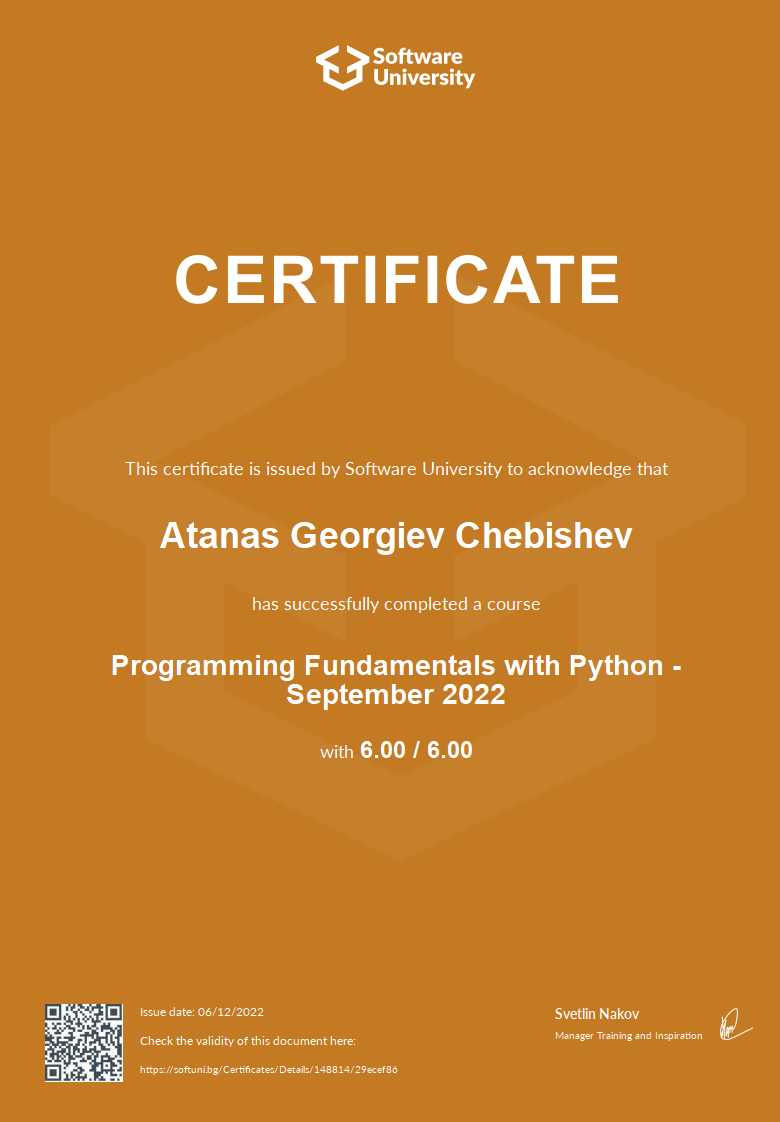 Software
University
CERTIFICATE
This certificate is issued by Software University to acknowledge that
Atanas Georgiev Chebishev
has successfully completed a course
Programming Fundamentals with Python -
September 2022
with 6.00 / 6.00
Issue date: 06/12/2022
Check the validity of this document here:
https://softuni.bg/Certificates/Details/148814/29ecef86
Svetlin Nakov
Manager Training and Inspiration